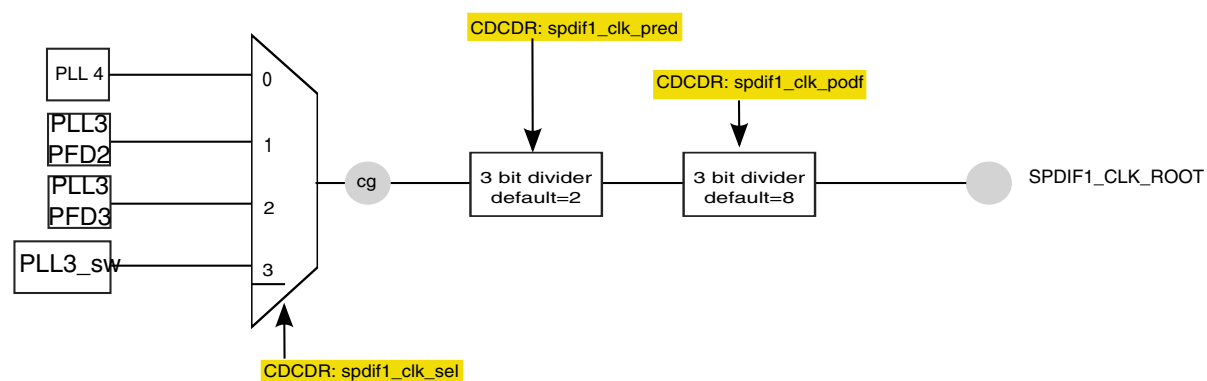 CDCDR: spdif1_clk_pred
PLL 4
0
CDCDR: spdif1_clk_podf
PLL3
PFD2
1
PLL3
PFD3
2
cg
3 bit divider
default=2
3 bit divider
default=8
SPDIF1_CLK_ROOT
PLL3_sw
3
CDCDR: spdif1_clk_sel